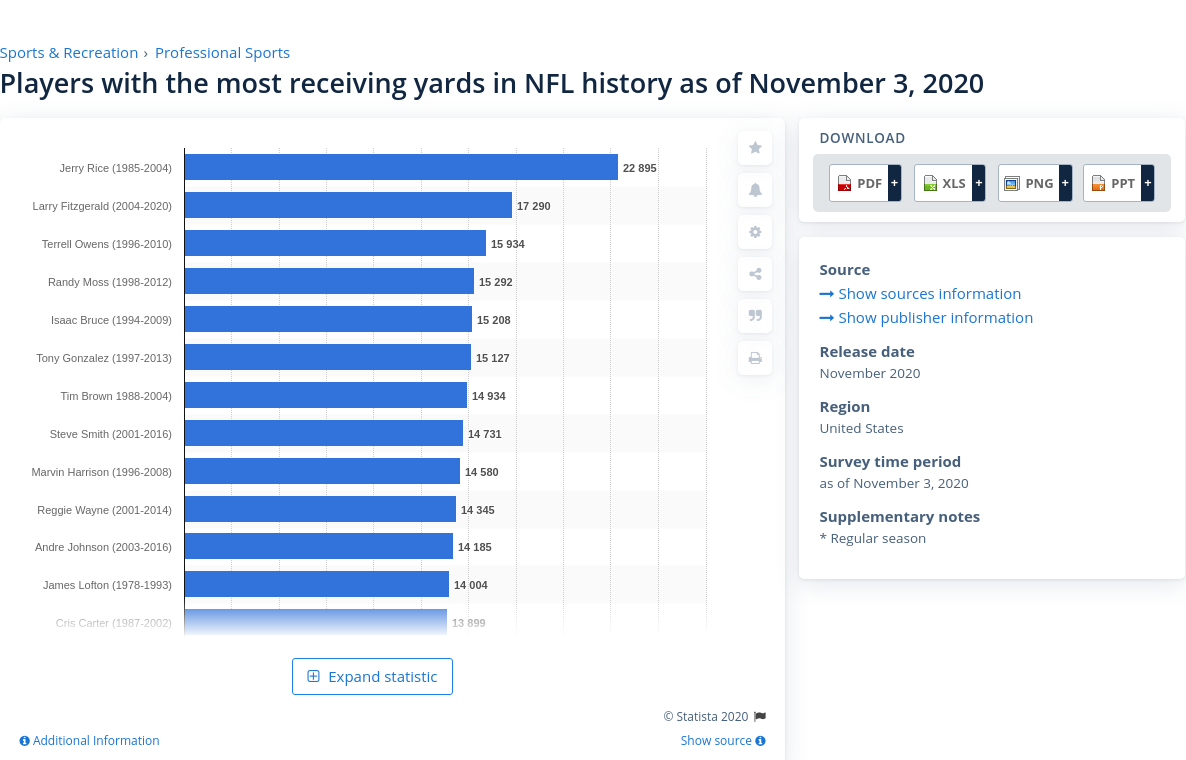 Sports & Recreation › Professional Sports
Players with the most receiving yards in NFL history as of November 3, 2020
Jerry Rice (1985-2004) 22 895
Larry Fitzgerald (2004-2020) 17 290
Terrell Owens (1996-2010) 15 934
Randy Moss (1998-2012) 15 292
Isaac Bruce (1994-2009) 15 208
Tony Gonzalez (1997-2013) 15 127
Tim Brown 1988-2004) 14 934
Steve Smith (2001-2016) 14 731
Marvin Harrison (1996-2008) 14 580
Reggie Wayne (2001-2014) 14 345
Andre Johnson (2003-2016) 14 185
James Lofton (1978-1993) 14 004
Cris Carter (1987-2002) 13 899
Expand statistic
© Statista 2020
Additional Information
Show source
DOWNLOAD
PDF + XLS + PNG + PPT +
Source
Show sources information
Show publisher information
Release date
November 2020
Region
United States
Survey time period
as of November 3, 2020
Supplementary notes
* Regular season